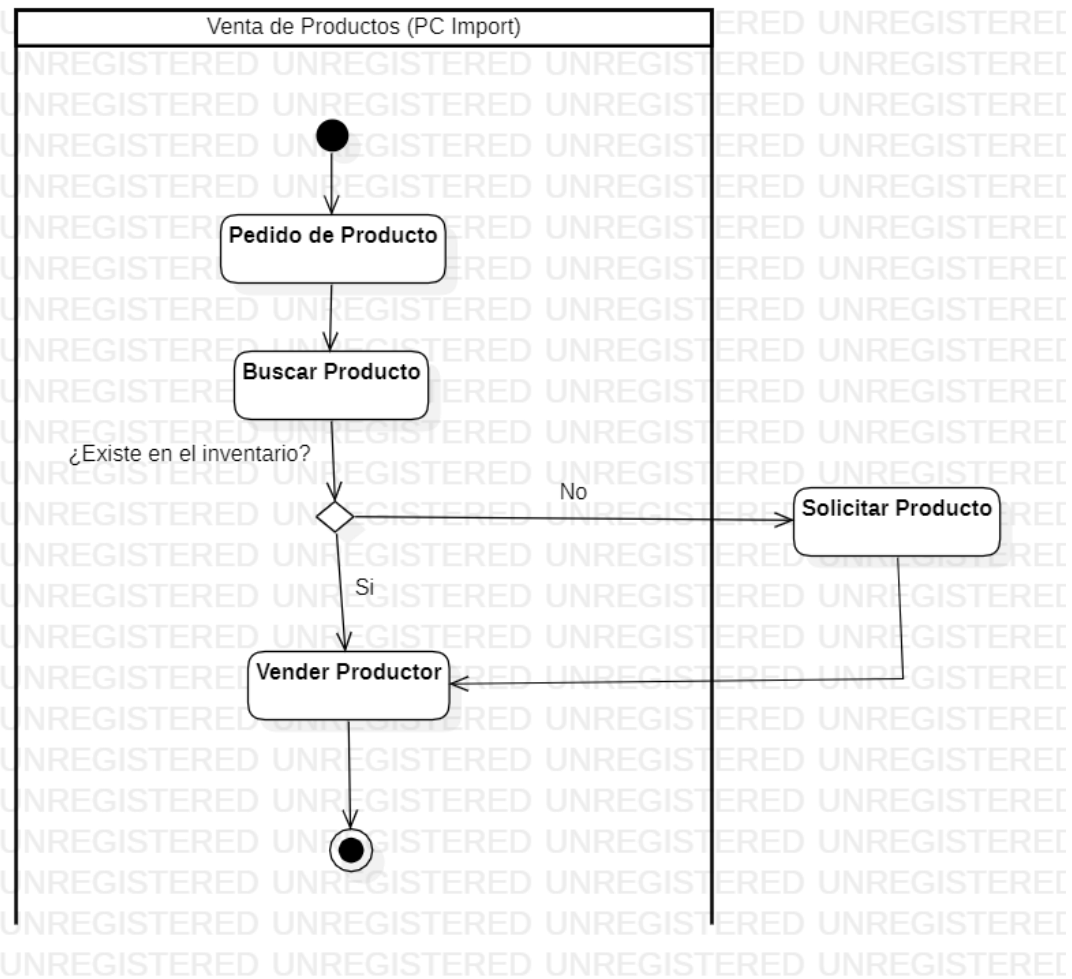 Venta de Productos (PC Import)
Pedido de Producto
Buscar Producto
¿Existe en el inventario?
No
Solicitar Producto
Si
Vender Productor
UNREGISTERED